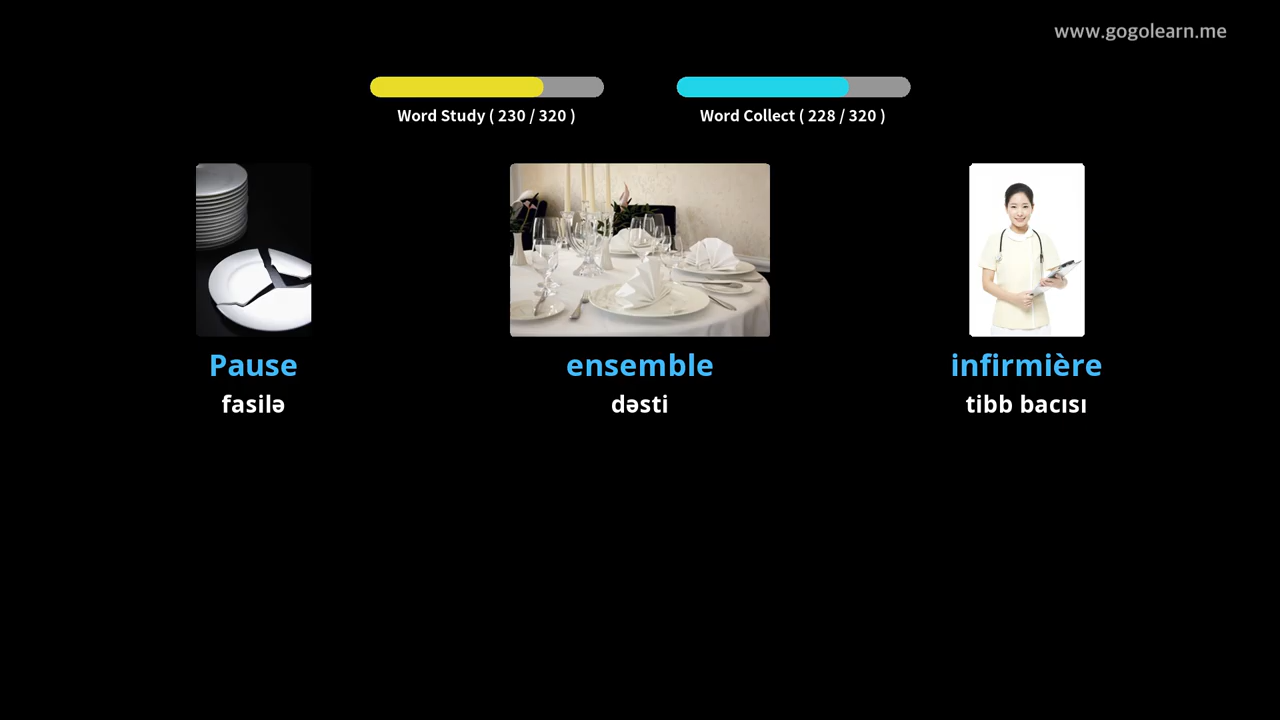 www.gogolearn.me
Word Study ( 230 / 320 )
Word Collect ( 228 / 320 )
Pause
fasilə
ensemble
dəsti
infirmière
tibb bacısı